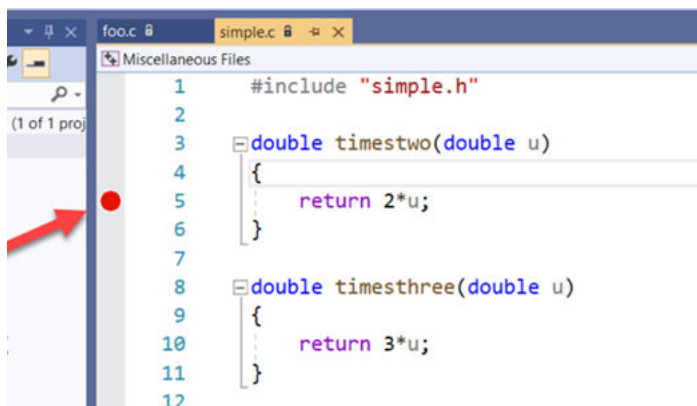 foo.c simple.c
Miscellaneous Files
(1 of 1 proj
1 #include "simple.h"
2
3 double timestwo(double u)
4 {
5 return 2*u;
6 }
7
8 double timesthree(double u)
9 {
10 return 3*u;
11 }
12